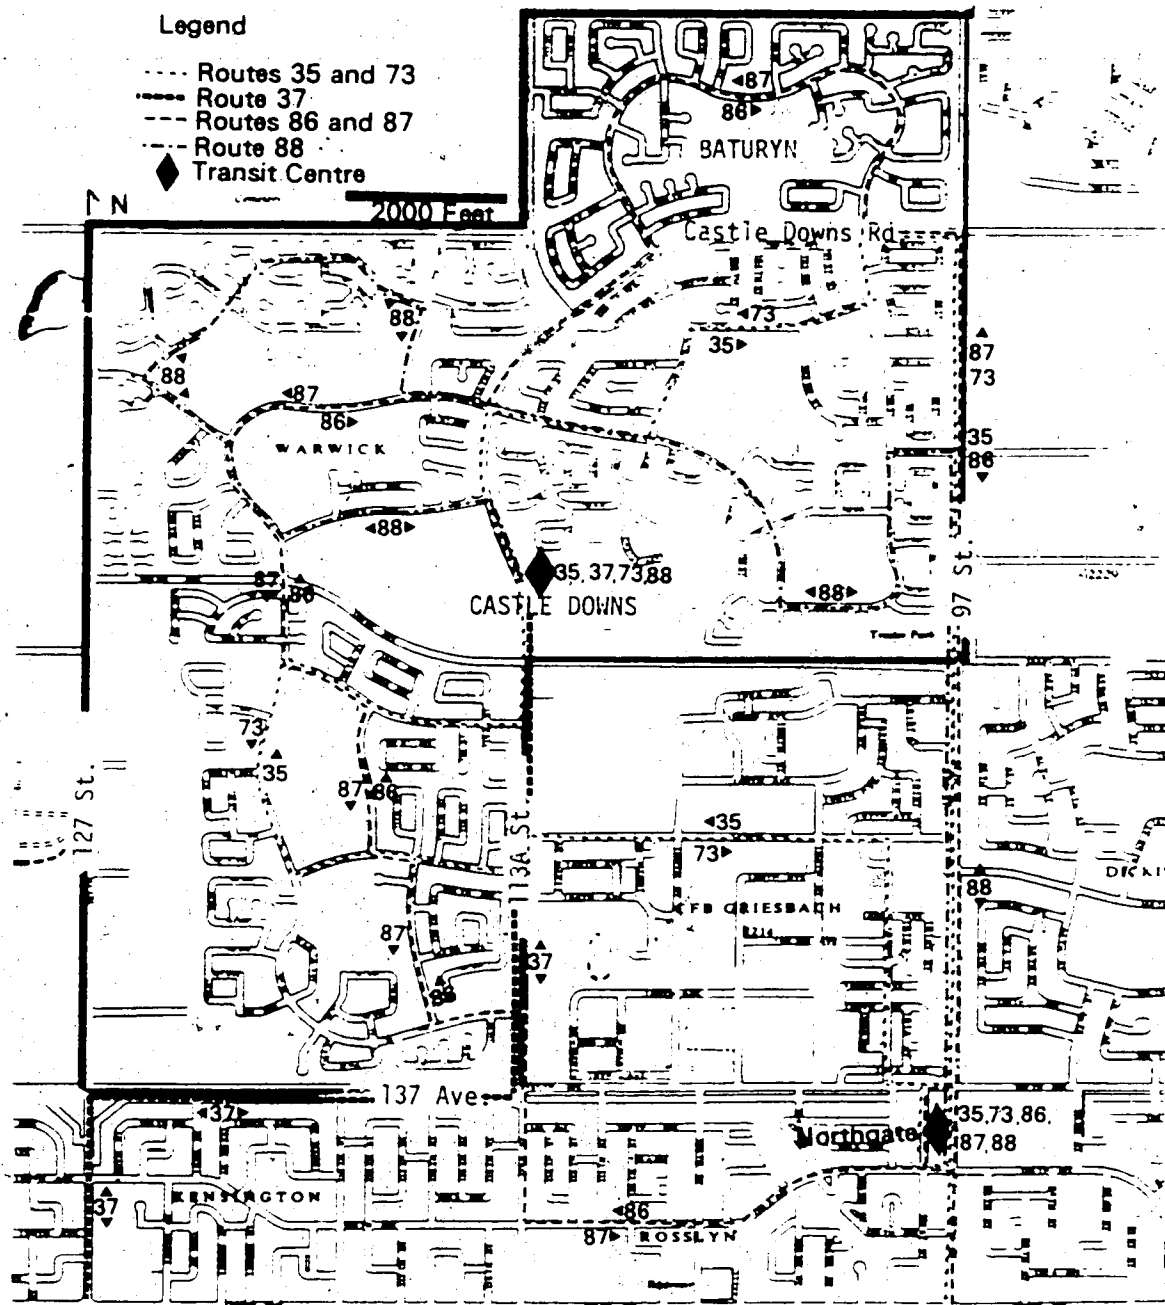 Legend
Routes 35 and 73
Route 37
Routes 86 and 87
Route 88
Transit Centre
N
2000 Feet
87
86
BATURYN
Castle Downs Rd
88
73
35
87
73
88
87
86
WARWICK
35
86
88
35,37,73,88
CASTLE DOWNS
88
97 St.
87
86
73
35
87
86
127 St.
113A St.
35
73
88
CFB GRIESBACH
87
37
86
137 Ave.
37
Northgate
35,73,86,
87,88
37
KENSINGTON
86
87
ROSSLYN